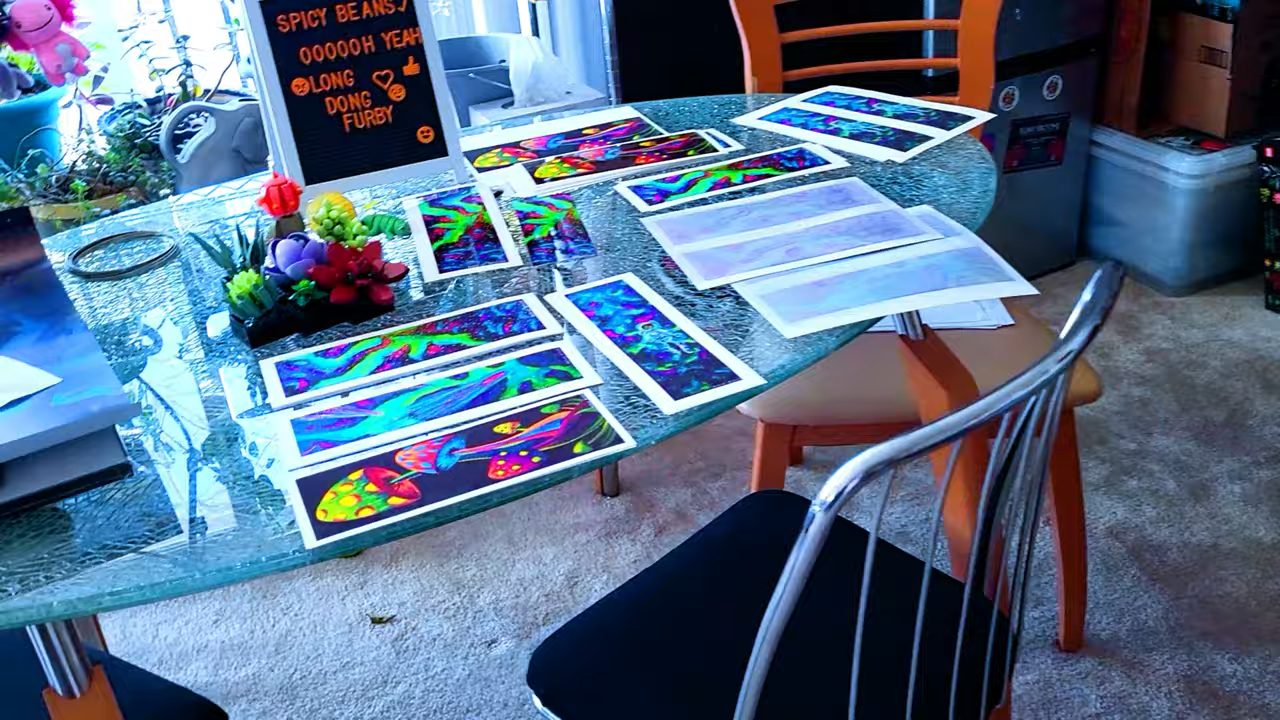 SPICY BEANS!
OOOOOH YEAH
LONG
DONG
FURBY